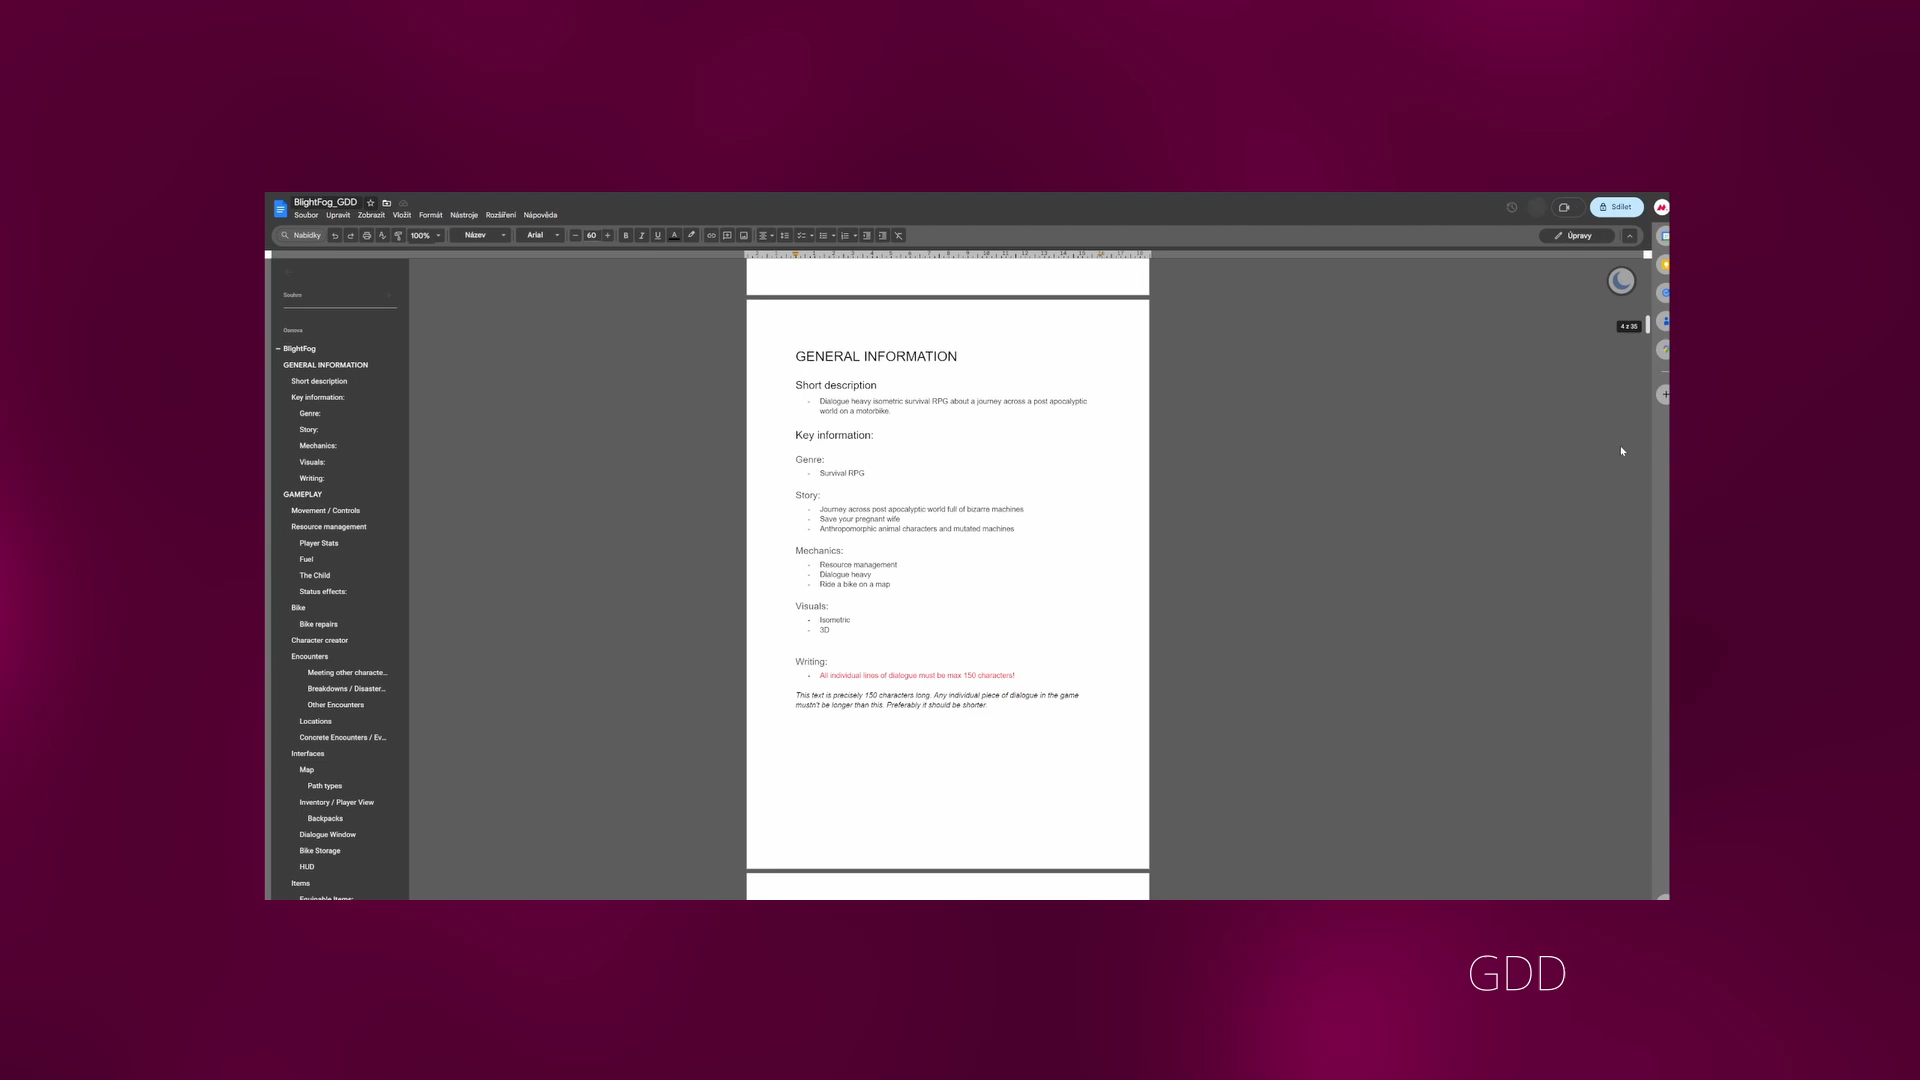 BlightFog_GDD
Soubor Upravit Zobrazit Vložit Formát Nástroje Rozšíření Nápověda
Sdílet
Nabídky 100% Název Arial 60 B I U A
Úpravy
Souhrn
4 z 35
Osnova
BlightFog
GENERAL INFORMATION
Short description
Key information:
Genre:
Story:
Mechanics:
Visuals:
Writing:
GAMEPLAY
Movement / Controls
Resource management
Player Stats
Fuel
The Child
Status effects:
Bike
Bike repairs
Character creator
Encounters
Meeting other characte...
Breakdowns / Disaster...
Other Encounters
Locations
Concrete Encounters / Ev...
Interfaces
Map
Path types
Inventory / Player View
Backpacks
Dialogue Window
Bike Storage
HUD
Items
Equipable Items:
GENERAL INFORMATION
Short description
- Dialogue heavy isometric survival RPG about a journey across a post apocalyptic
world on a motorbike.
Key information:
Genre:
- Survival RPG
Story:
- Journey across post apocalyptic world full of bizarre machines
- Save your pregnant wife
- Anthropomorphic animal characters and mutated machines
Mechanics:
- Resource management
- Dialogue heavy
- Ride a bike on a map
Visuals:
- Isometric
- 3D
Writing:
- All individual lines of dialogue must be max 150 characters!
This text is precisely 150 characters long. Any individual piece of dialogue in the game
mustn't be longer than this. Preferably it should be shorter.
GDD